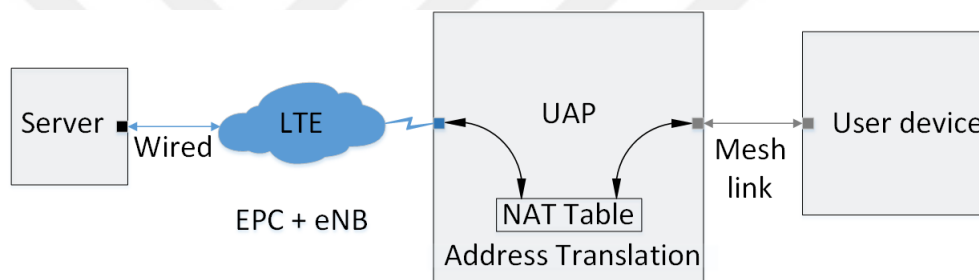 Server
Wired
LTE
EPC + eNB
UAP
NAT Table
Address Translation
Mesh
link
User device